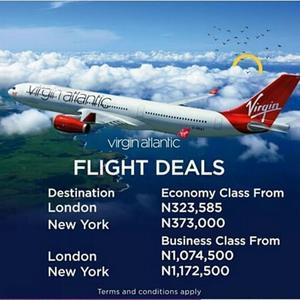 virgin atlantic
Virgin
virgin atlantic
FLIGHT DEALS
Destination Economy Class From
London N323,585
New York N373,000
Business Class From
London N1,074,500
New York N1,172,500
Terms and conditions apply